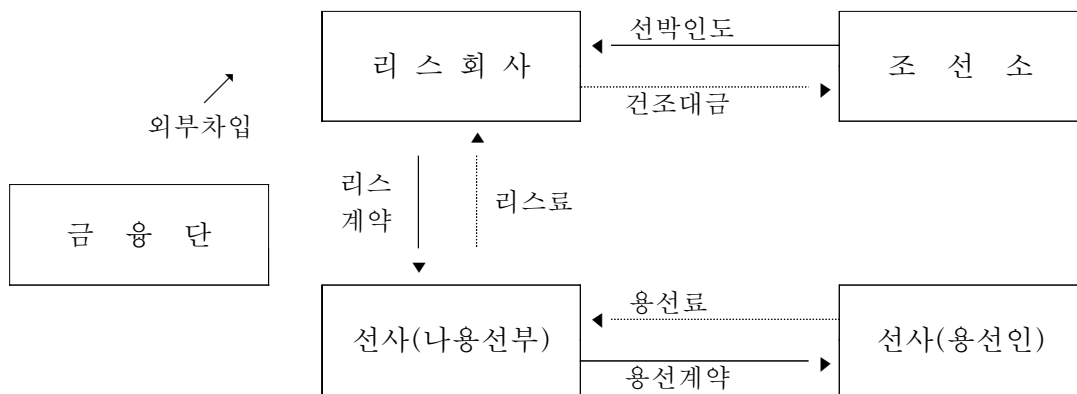 선박인도
리 스 회 사
조 선 소
건조대금
외부차입
리스
계약
리스료
금 융 단
용선료
선사(나용선부)
선사(용선인)
용선계약